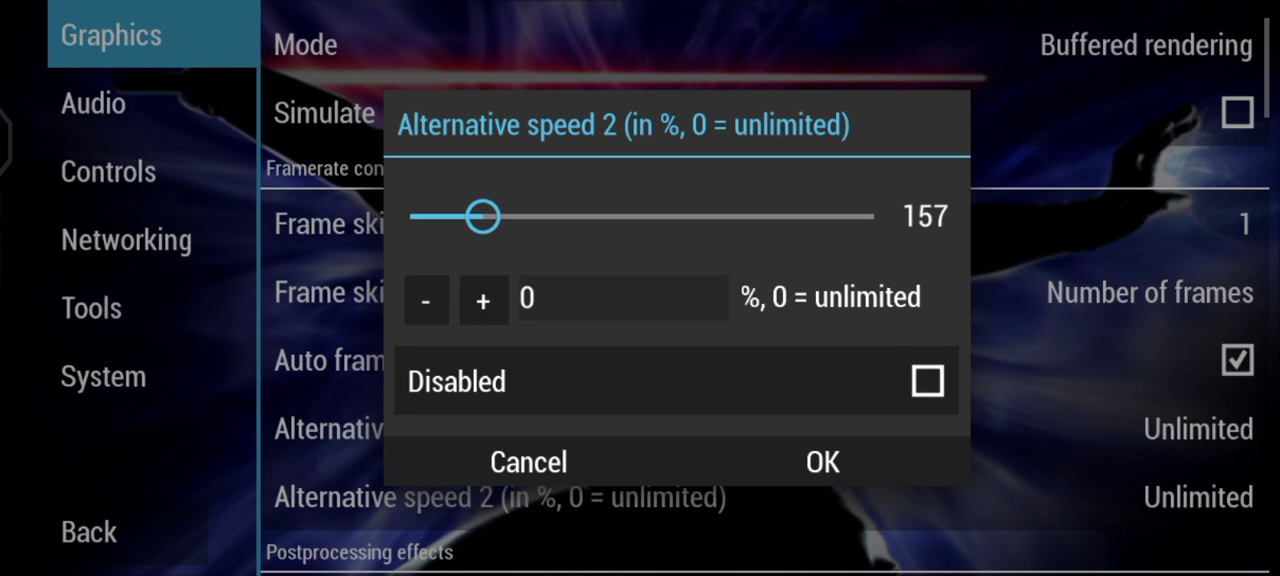 Graphics
Audio
Controls
Networking
Tools
System
Back
Mode Buffered rendering
Simulate
Framerate con
Frame ski 1
Frame ski Number of frames
Auto fram
Alternativ Unlimited
Alternative speed 2 (in %, 0 = unlimited) Unlimited
Postprocessing effects
Alternative speed 2 (in %, 0 = unlimited)
157
- + 0 %, 0 = unlimited
Disabled
Cancel OK